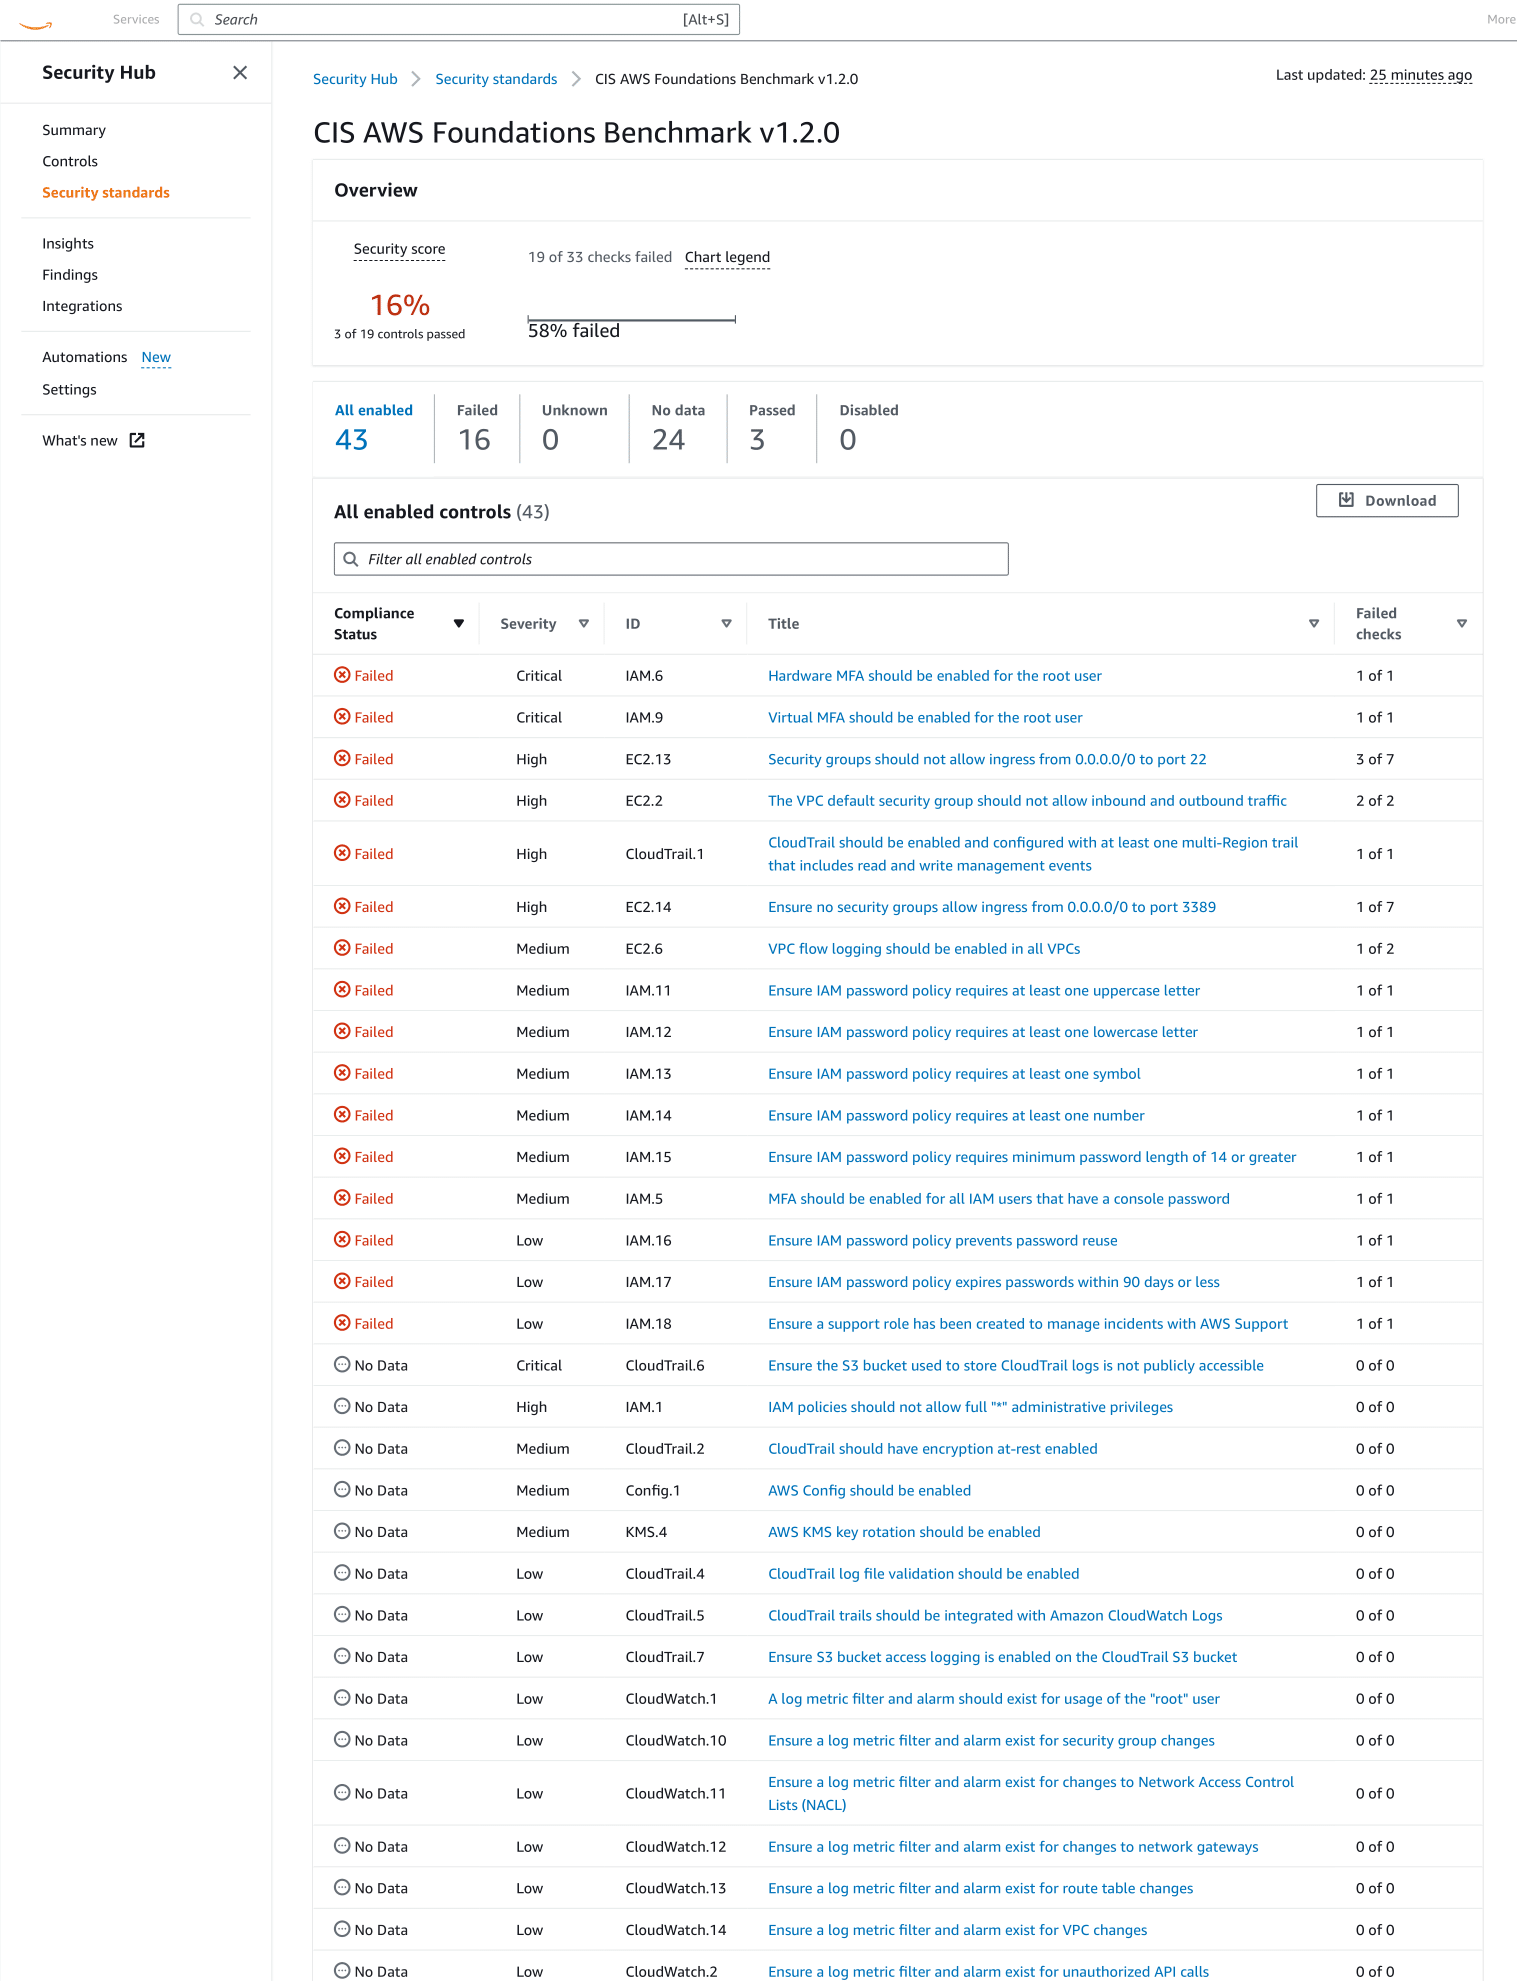 Services
Search [Alt+S]
More
Security Hub
Summary
Controls
Security standards
Insights
Findings
Integrations
Automations New
Settings
What's new
Security Hub Security standards CIS AWS Foundations Benchmark v1.2.0
Last updated: 25 minutes ago
CIS AWS Foundations Benchmark v1.2.0
Overview
Security score
16%
3 of 19 controls passed
19 of 33 checks failed Chart legend
58% failed
All enabled
43
Failed
16
Unknown
0
No data
24
Passed
3
Disabled
0
All enabled controls (43)
Download
Filter all enabled controls
Compliance
Status
Severity
ID
Title
Failed
checks
Failed Critical IAM.6 Hardware MFA should be enabled for the root user 1 of 1
Failed Critical IAM.9 Virtual MFA should be enabled for the root user 1 of 1
Failed High EC2.13 Security groups should not allow ingress from 0.0.0.0/0 to port 22 3 of 7
Failed High EC2.2 The VPC default security group should not allow inbound and outbound traffic 2 of 2
Failed High CloudTrail.1 CloudTrail should be enabled and configured with at least one multi-Region trail
that includes read and write management events 1 of 1
Failed High EC2.14 Ensure no security groups allow ingress from 0.0.0.0/0 to port 3389 1 of 7
Failed Medium EC2.6 VPC flow logging should be enabled in all VPCs 1 of 2
Failed Medium IAM.11 Ensure IAM password policy requires at least one uppercase letter 1 of 1
Failed Medium IAM.12 Ensure IAM password policy requires at least one lowercase letter 1 of 1
Failed Medium IAM.13 Ensure IAM password policy requires at least one symbol 1 of 1
Failed Medium IAM.14 Ensure IAM password policy requires at least one number 1 of 1
Failed Medium IAM.15 Ensure IAM password policy requires minimum password length of 14 or greater 1 of 1
Failed Medium IAM.5 MFA should be enabled for all IAM users that have a console password 1 of 1
Failed Low IAM.16 Ensure IAM password policy prevents password reuse 1 of 1
Failed Low IAM.17 Ensure IAM password policy expires passwords within 90 days or less 1 of 1
Failed Low IAM.18 Ensure a support role has been created to manage incidents with AWS Support 1 of 1
No Data Critical CloudTrail.6 Ensure the S3 bucket used to store CloudTrail logs is not publicly accessible 0 of 0
No Data High IAM.1 IAM policies should not allow full "*" administrative privileges 0 of 0
No Data Medium CloudTrail.2 CloudTrail should have encryption at-rest enabled 0 of 0
No Data Medium Config.1 AWS Config should be enabled 0 of 0
No Data Medium KMS.4 AWS KMS key rotation should be enabled 0 of 0
No Data Low CloudTrail.4 CloudTrail log file validation should be enabled 0 of 0
No Data Low CloudTrail.5 CloudTrail trails should be integrated with Amazon CloudWatch Logs 0 of 0
No Data Low CloudTrail.7 Ensure S3 bucket access logging is enabled on the CloudTrail S3 bucket 0 of 0
No Data Low CloudWatch.1 A log metric filter and alarm should exist for usage of the "root" user 0 of 0
No Data Low CloudWatch.10 Ensure a log metric filter and alarm exist for security group changes 0 of 0
No Data Low CloudWatch.11 Ensure a log metric filter and alarm exist for changes to Network Access Control
Lists (NACL) 0 of 0
No Data Low CloudWatch.12 Ensure a log metric filter and alarm exist for changes to network gateways 0 of 0
No Data Low CloudWatch.13 Ensure a log metric filter and alarm exist for route table changes 0 of 0
No Data Low CloudWatch.14 Ensure a log metric filter and alarm exist for VPC changes 0 of 0
No Data Low CloudWatch.2 Ensure a log metric filter and alarm exist for unauthorized API calls 0 of 0